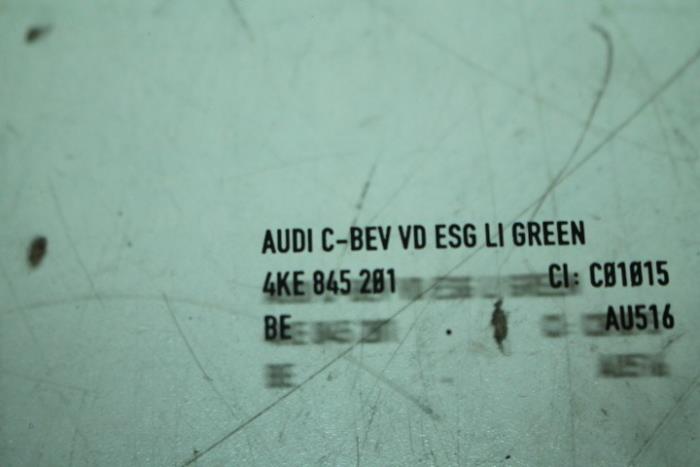 AUDI C-BEV VD ESG LI GREEN
4KE 845 201 CI: C01015
BE AU516